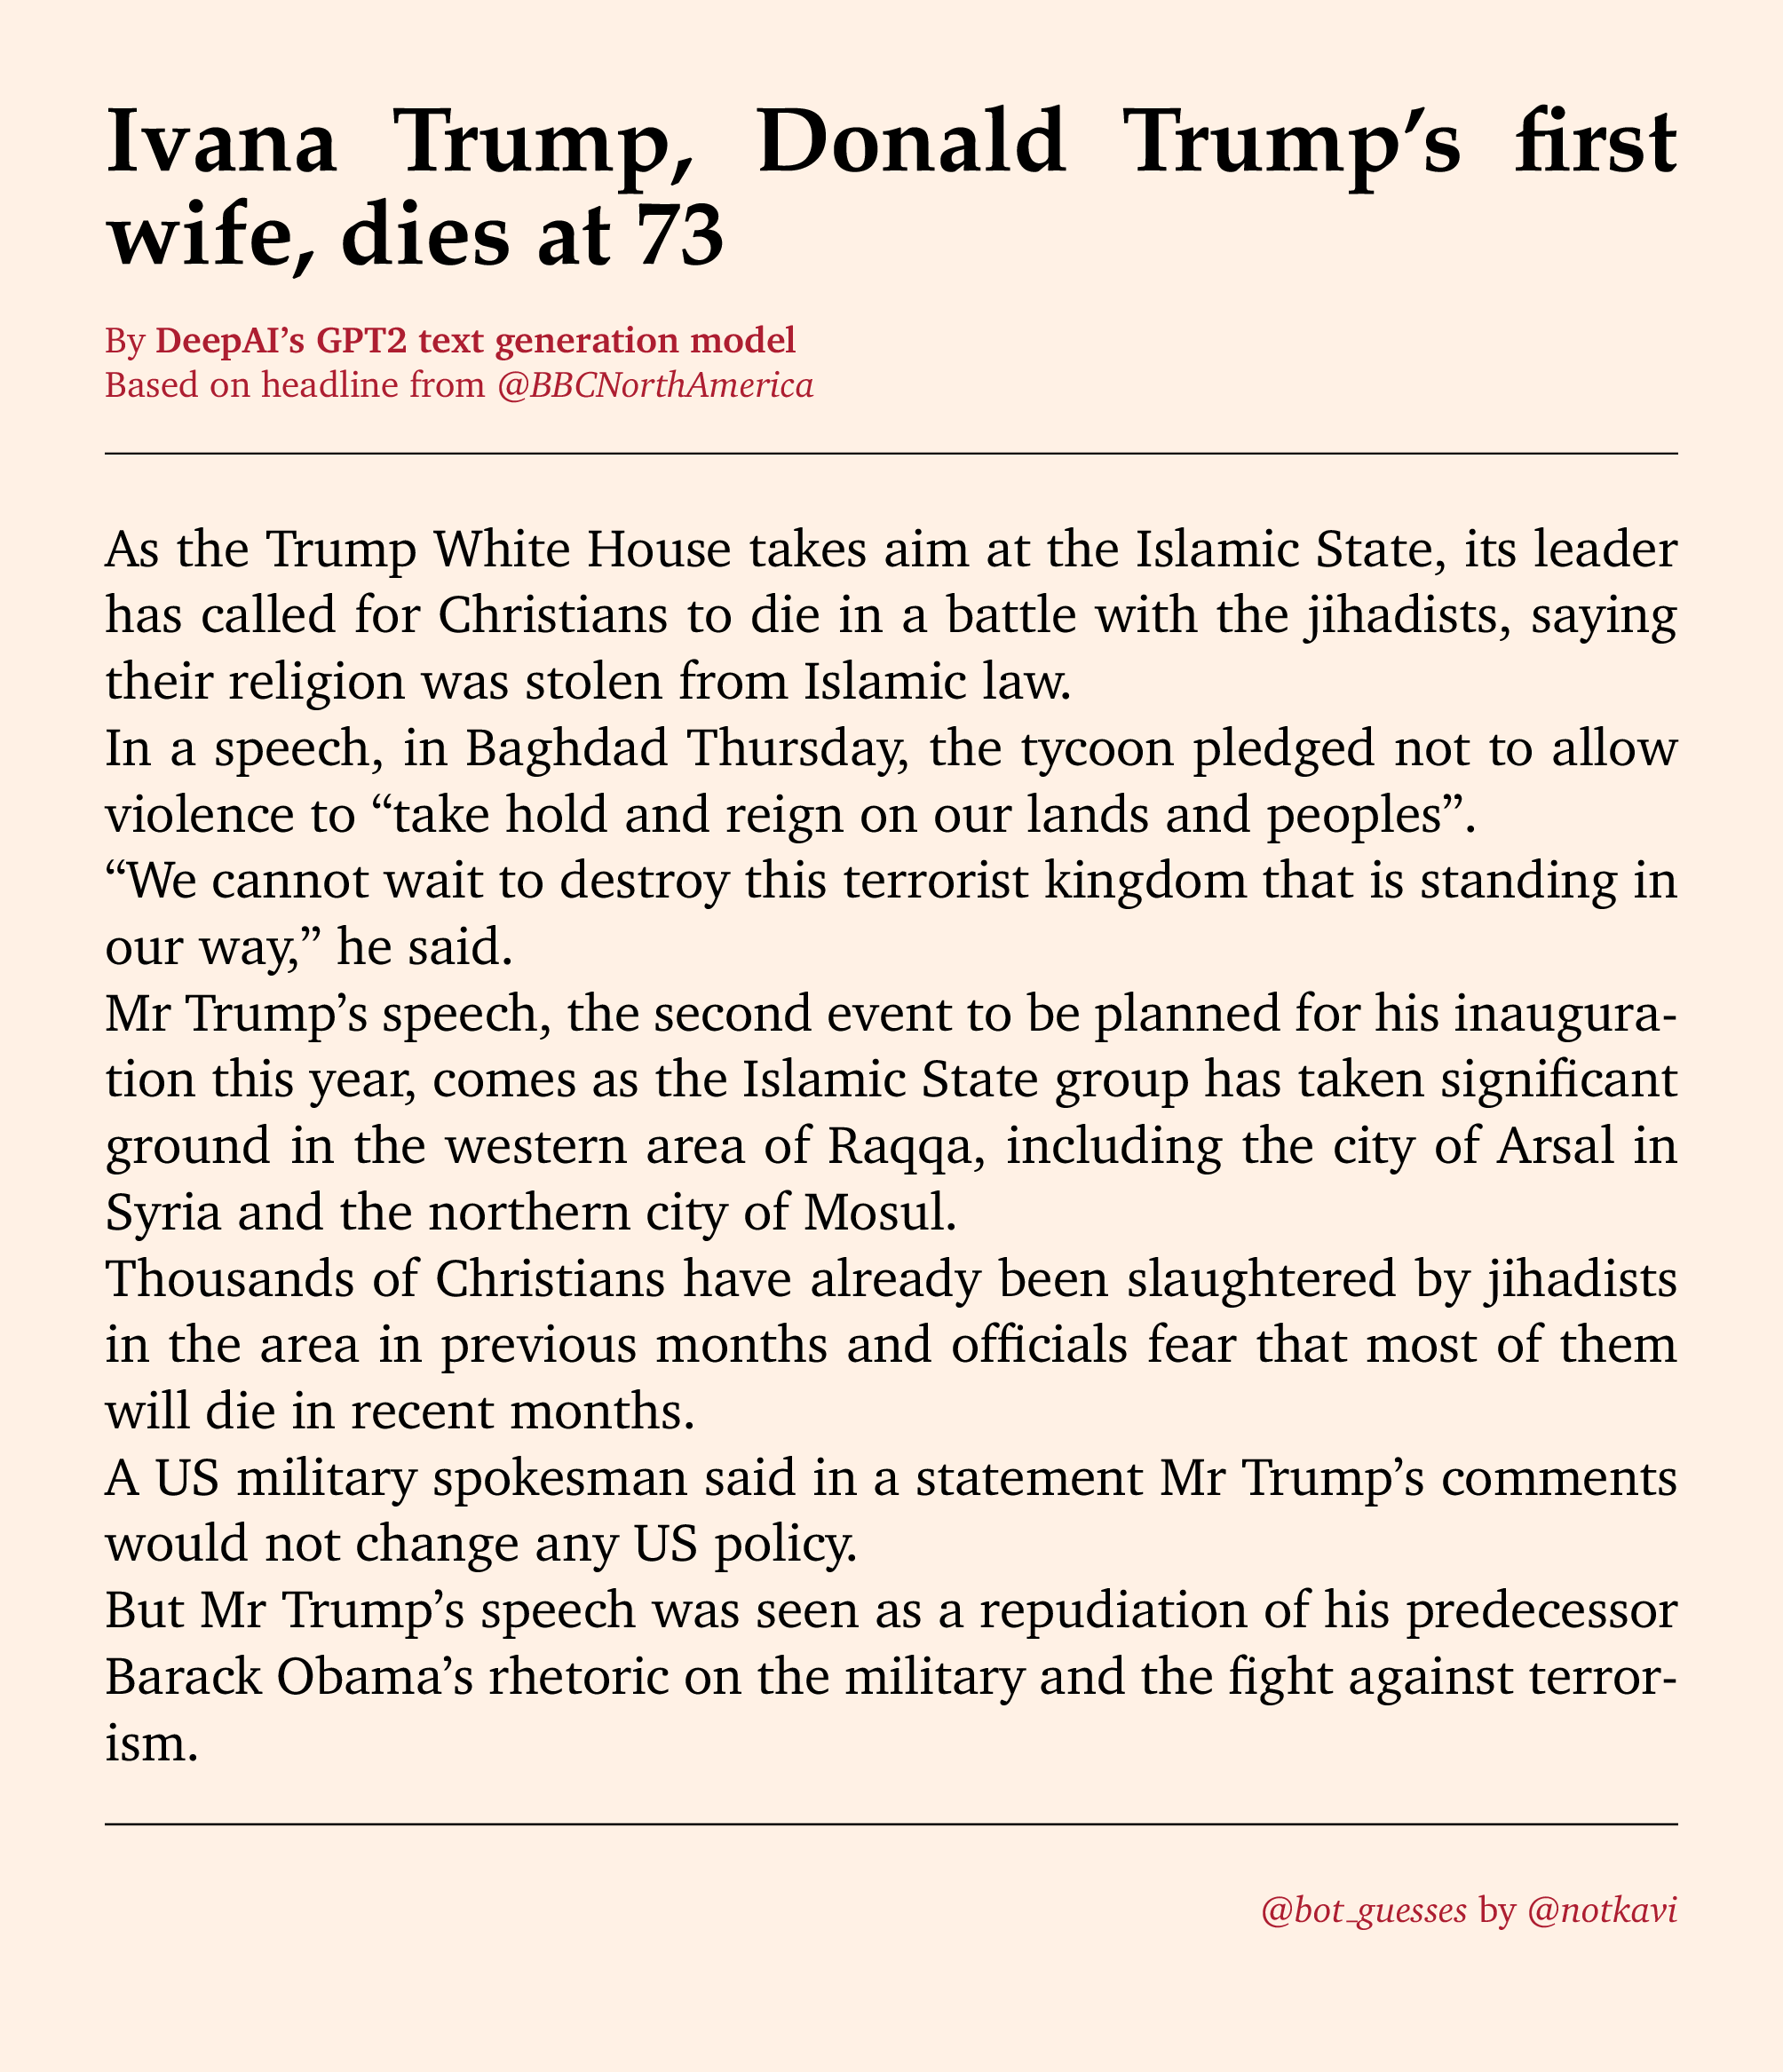 Ivana Trump, Donald Trump’s first
wife, dies at 73
By DeepAI’s GPT2 text generation model
Based on headline from @BBCNorthAmerica
As the Trump White House takes aim at the Islamic State, its leader
has called for Christians to die in a battle with the jihadists, saying
their religion was stolen from Islamic law.
In a speech, in Baghdad Thursday, the tycoon pledged not to allow
violence to “take hold and reign on our lands and peoples”.
“We cannot wait to destroy this terrorist kingdom that is standing in
our way,” he said.
Mr Trump’s speech, the second event to be planned for his inaugura-
tion this year, comes as the Islamic State group has taken significant
ground in the western area of Raqqa, including the city of Arsal in
Syria and the northern city of Mosul.
Thousands of Christians have already been slaughtered by jihadists
in the area in previous months and officials fear that most of them
will die in recent months.
A US military spokesman said in a statement Mr Trump’s comments
would not change any US policy.
But Mr Trump’s speech was seen as a repudiation of his predecessor
Barack Obama’s rhetoric on the military and the fight against terror-
ism.
@bot_guesses by @notkavi